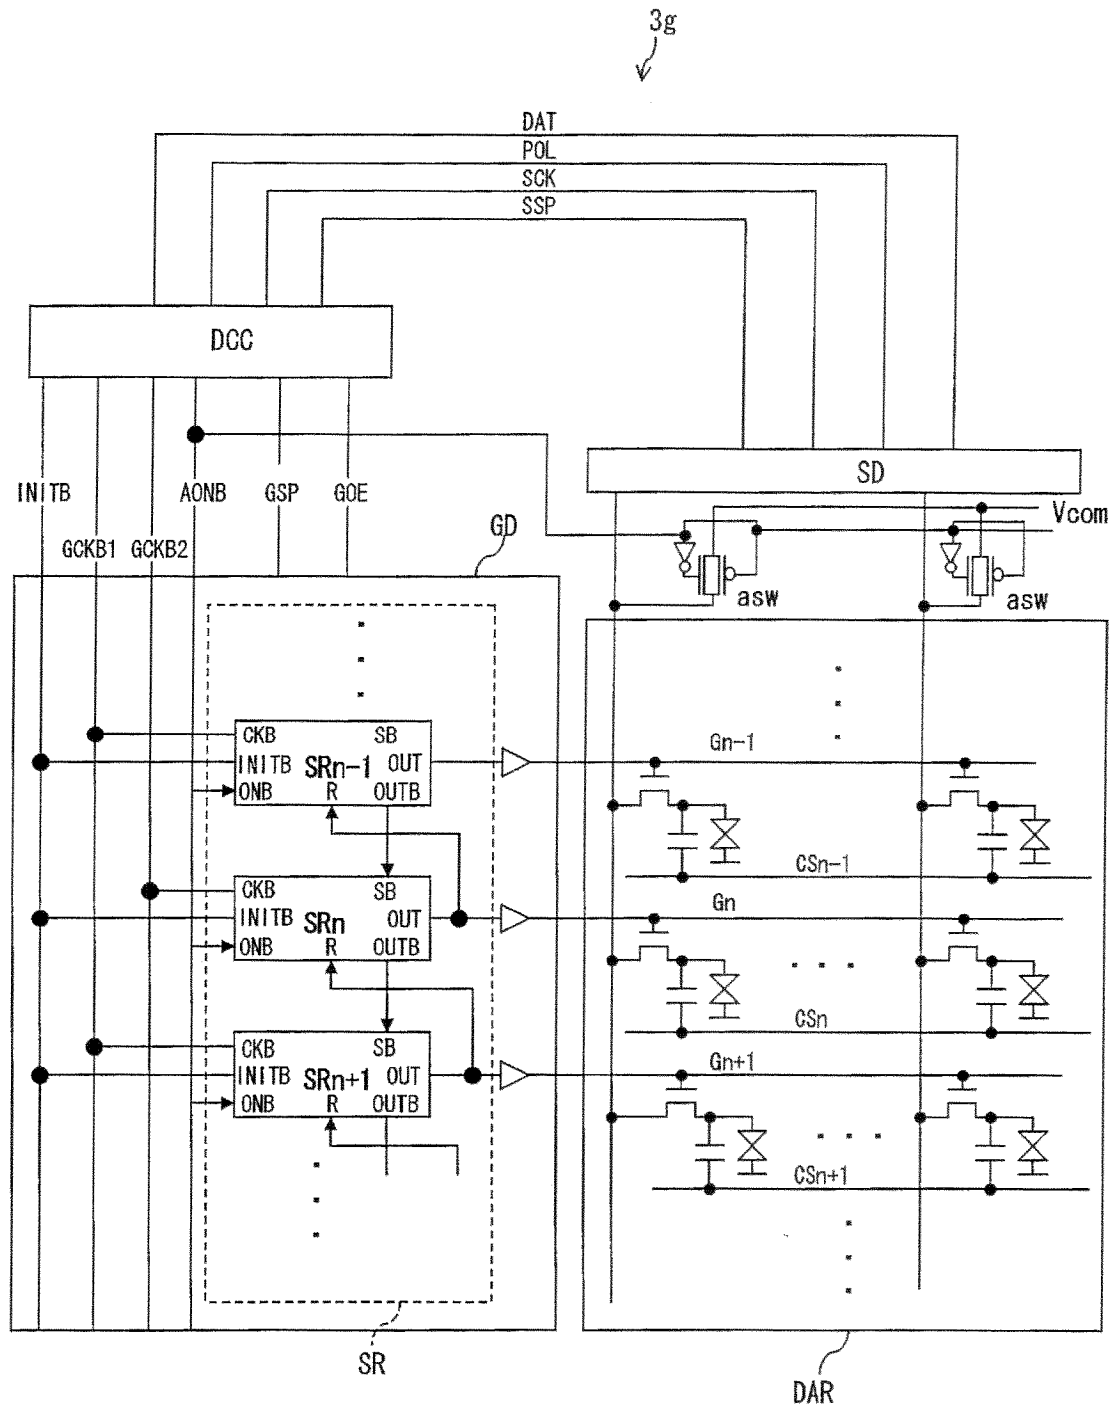 3g
DAT
POL
SCK
SSP
DCC
SD
INITB
AONB
GSP
GOE
GCKB1
GCKB2
GD
Vcom
asw
asw
CKB
SB
INITB
SRn-1
OUT
ONB
R
OUTB
Gn-1
CSn-1
CKB
SB
INITB
SRn
OUT
ONB
R
OUTB
Gn
CSn
CKB
SB
INITB
SRn+1
OUT
ONB
R
OUTB
Gn+1
CSn+1
SR
DAR